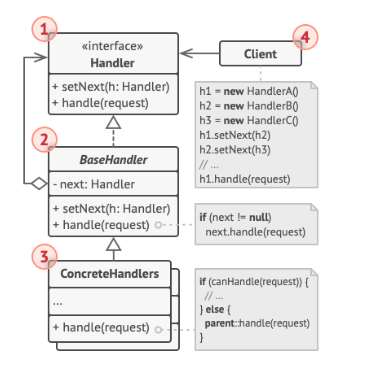 1
«interface»
Handler
+ setNext(h: Handler)
+ handle(request)
4
Client
h1 = new HandlerA()
h2 = new HandlerB()
h3 = new HandlerC()
h1.setNext(h2)
h2.setNext(h3)
// ...
h1.handle(request)
2
BaseHandler
- next: Handler
+ setNext(h: Handler)
+ handle(request)
if (next != null)
next.handle(request)
3
ConcreteHandlers
...
+ handle(request)
if (canHandle(request)) {
// ...
} else {
parent::handle(request)
}